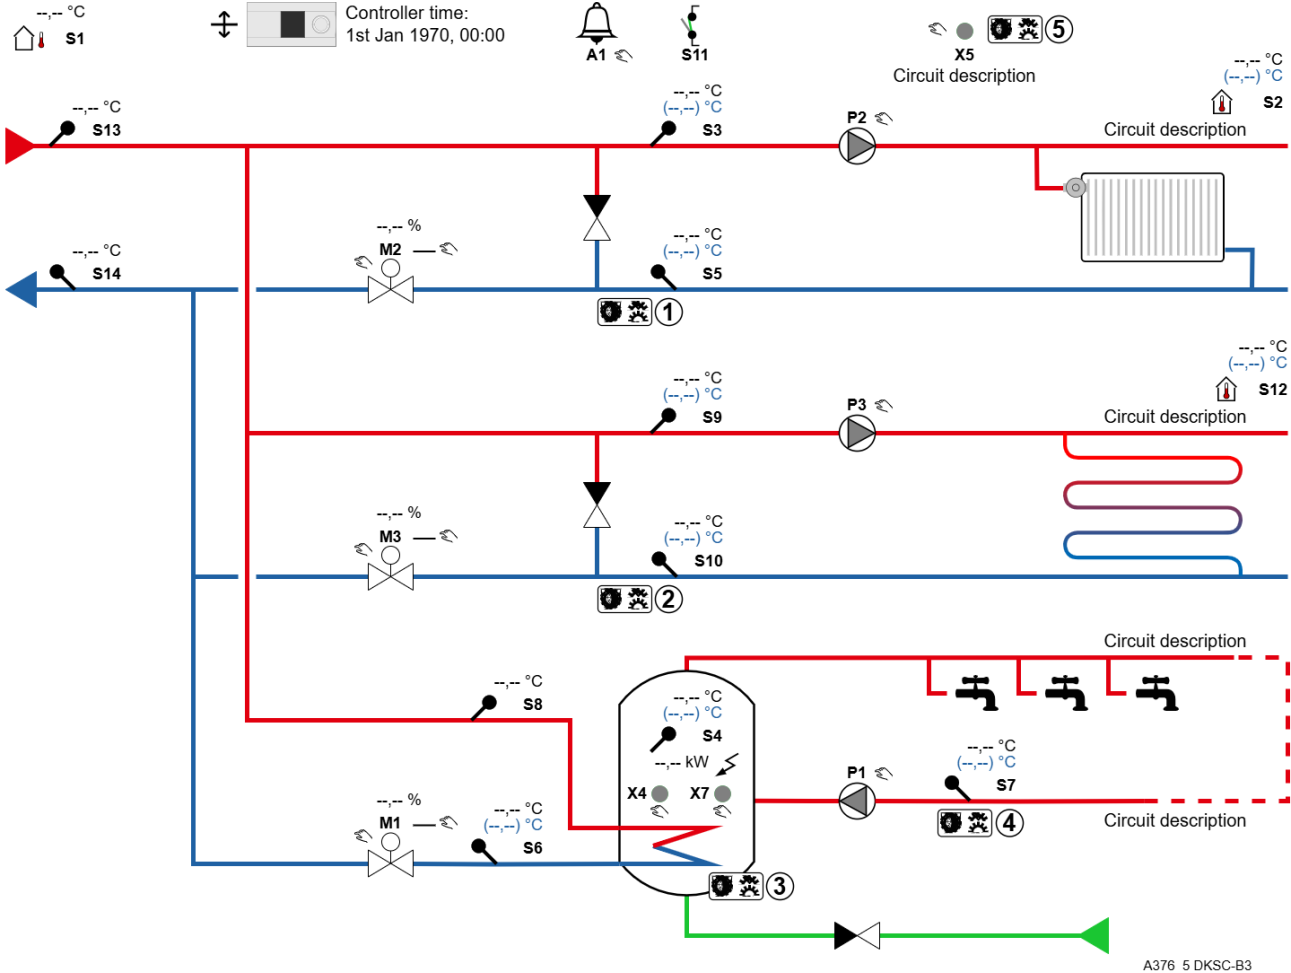 --,-- °C
S1
Controller time:
1st Jan 1970, 00:00
A1
S11
X5
5
Circuit description
--,-- °C
(--,--) °C
S2
Circuit description
--,-- °C
S13
--,-- °C
(--,--) °C
S3
P2
--,-- °C
S14
--,-- %
M2
--,-- °C
(--,--) °C
S5
1
--,-- °C
(--,--) °C
S12
Circuit description
--,-- °C
(--,--) °C
S9
P3
--,-- %
M3
--,-- °C
(--,--) °C
S10
2
Circuit description
--,-- °C
S8
--,-- °C
(--,--) °C
S4
--,-- kW
X4
X7
P1
--,-- °C
(--,--) °C
S7
4
Circuit description
--,-- %
M1
--,-- °C
(--,--) °C
S6
3
A376 5 DKSC-B3